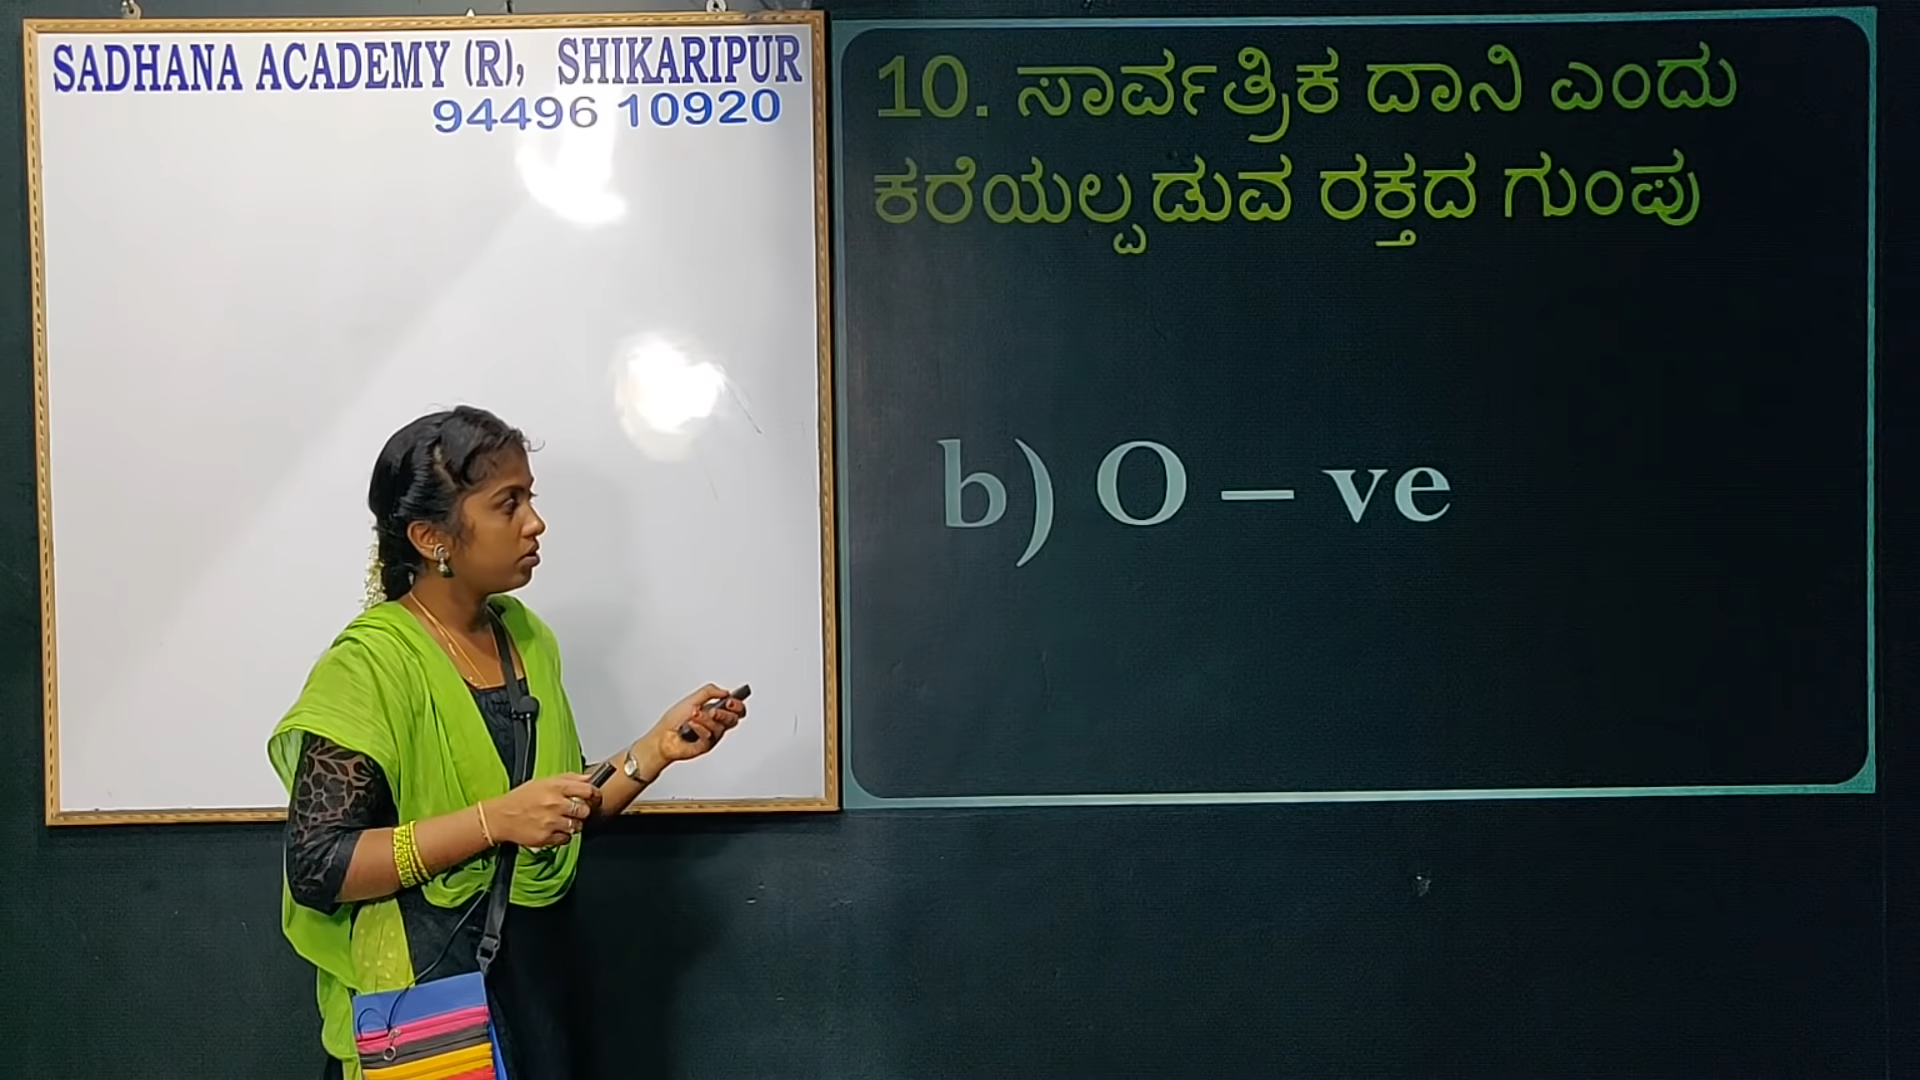 SADHANA ACADEMY (R), SHIKARIPUR
94496 10920
10. ಸಾರ್ವತ್ರಿಕ ದಾನಿ ಎಂದು
ಕರೆಯಲ್ಪಡುವ ರಕ್ತದ ಗುಂಪು
b) O – ve